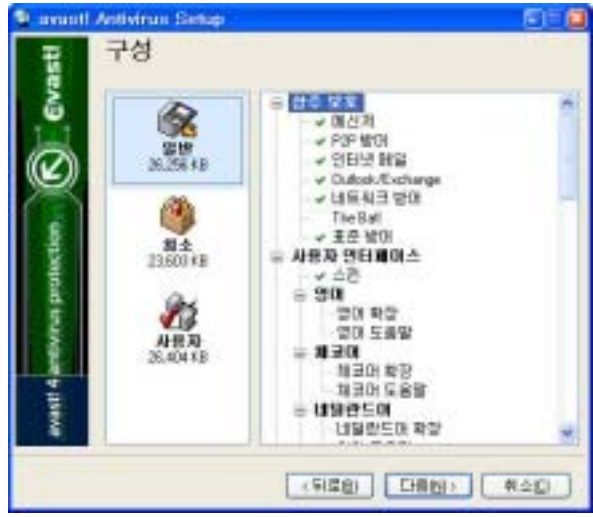 avast! Antivirus Setup
구성
avast!
avast! 4 antivirus protection
일반
26,256 KB
최소
23,603 KB
사용자
26,404 KB
상주 보호
메신저
P2P 방어
인터넷 메일
Outlook/Exchange
네트워크 방어
The Bat!
표준 방어
사용자 인터페이스
스킨
영어
영어 확장
영어 도움말
체코어
체코어 확장
체코어 도움말
네덜란드어
네덜란드어 확장
<뒤로(B)
다음(N)>
취소(C)